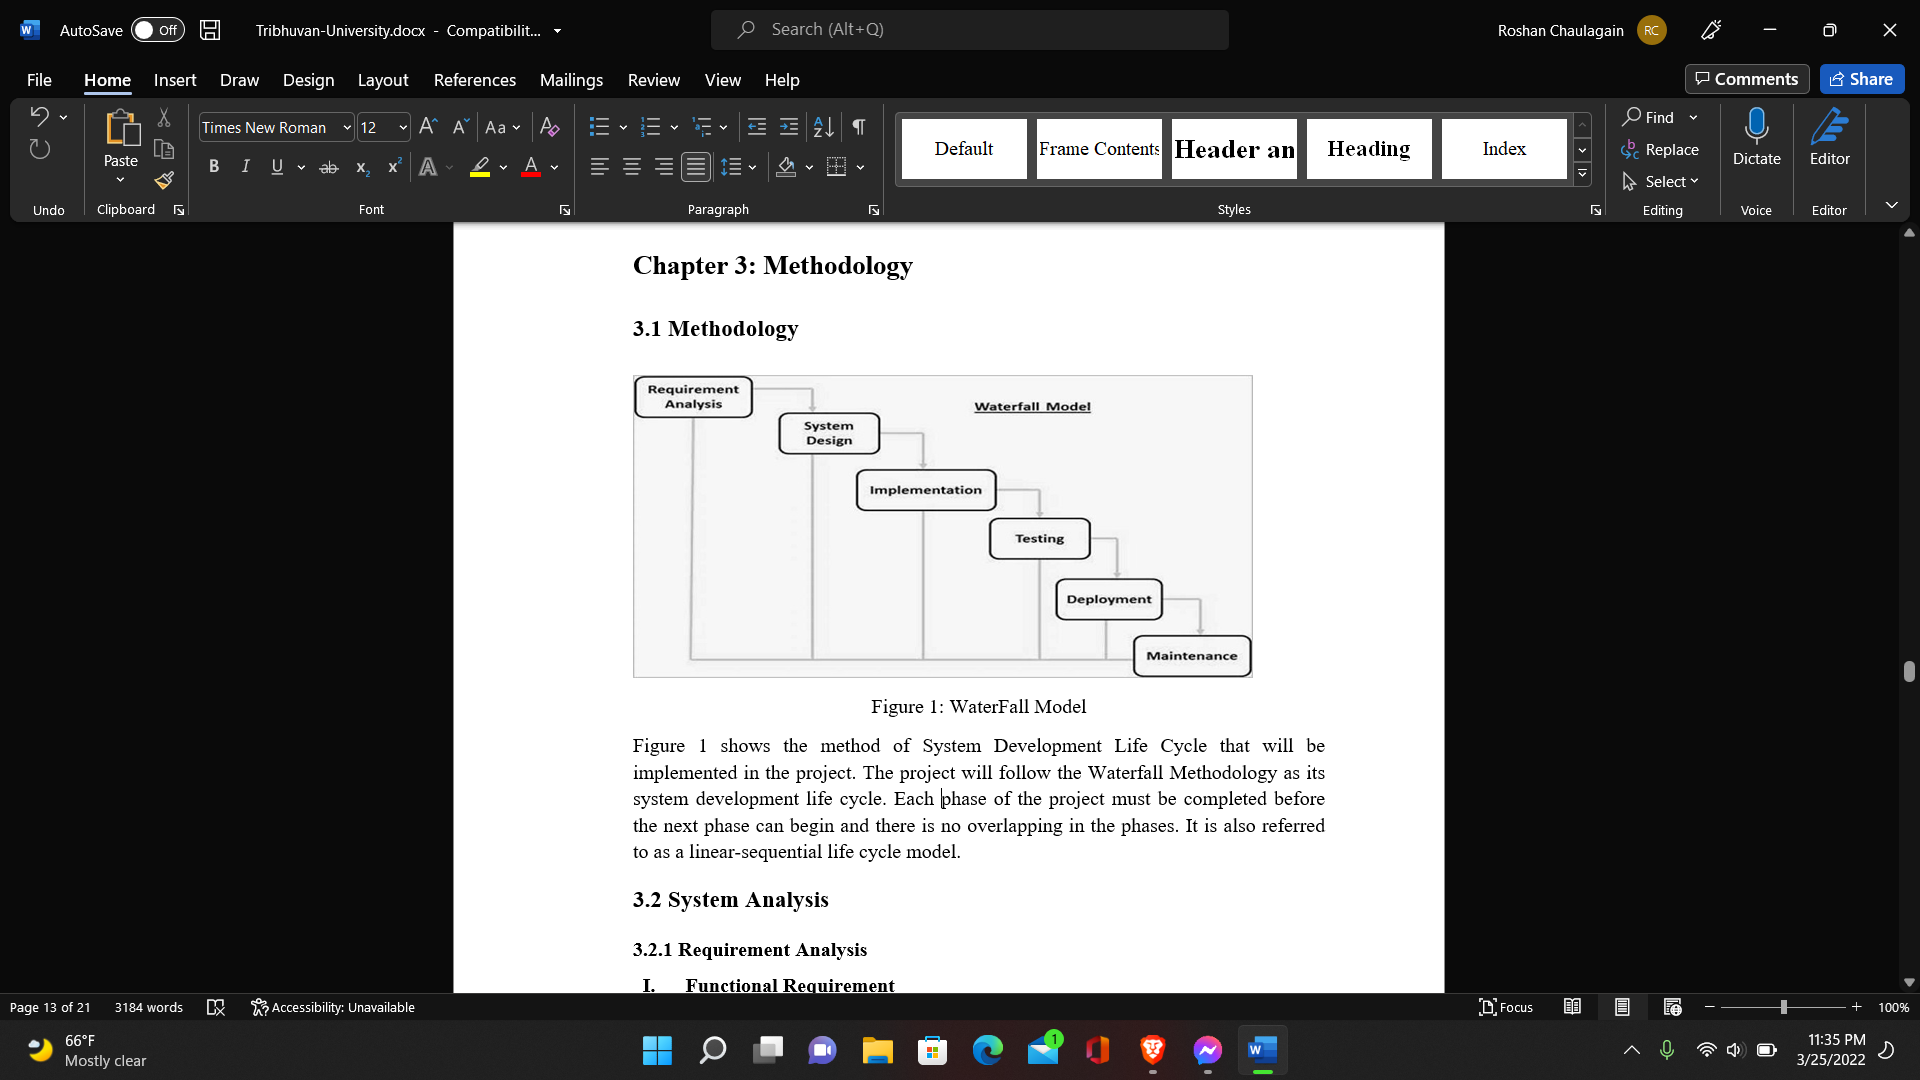 AutoSave Off Tribhuvan-University.docx - Compatibilit... Search (Alt+Q) Roshan Chaulagain RC
File Home Insert Draw Design Layout References Mailings Review View Help Comments Share
Times New Roman 12 Aa
Paste
B I U ab x2 x2 A A
Default Frame Contents Header an Heading Index
Find
Replace
Select
Dictate
Editor
Undo Clipboard Font Paragraph Styles Editing Voice Editor
Chapter 3: Methodology
3.1 Methodology
Requirement
Analysis
Waterfall Model
System
Design
Implementation
Testing
Deployment
Maintenance
Figure 1: WaterFall Model
Figure 1 shows the method of System Development Life Cycle that will be
implemented in the project. The project will follow the Waterfall Methodology as its
system development life cycle. Each phase of the project must be completed before
the next phase can begin and there is no overlapping in the phases. It is also referred
to as a linear-sequential life cycle model.
3.2 System Analysis
3.2.1 Requirement Analysis
I. Functional Requirement
Page 13 of 21 3184 words Accessibility: Unavailable Focus 100%
66°F
Mostly clear
1
11:35 PM
3/25/2022